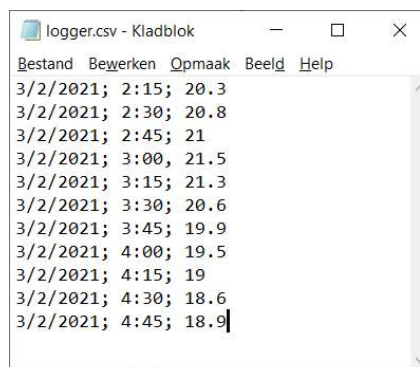 logger.csv - Kladblok
Bestand Bewerken Opmaak Beeld Help
3/2/2021; 2:15; 20.3
3/2/2021; 2:30; 20.8
3/2/2021; 2:45; 21
3/2/2021; 3:00, 21.5
3/2/2021; 3:15; 21.3
3/2/2021; 3:30; 20.6
3/2/2021; 3:45; 19.9
3/2/2021; 4:00; 19.5
3/2/2021; 4:15; 19
3/2/2021; 4:30; 18.6
3/2/2021; 4:45; 18.9